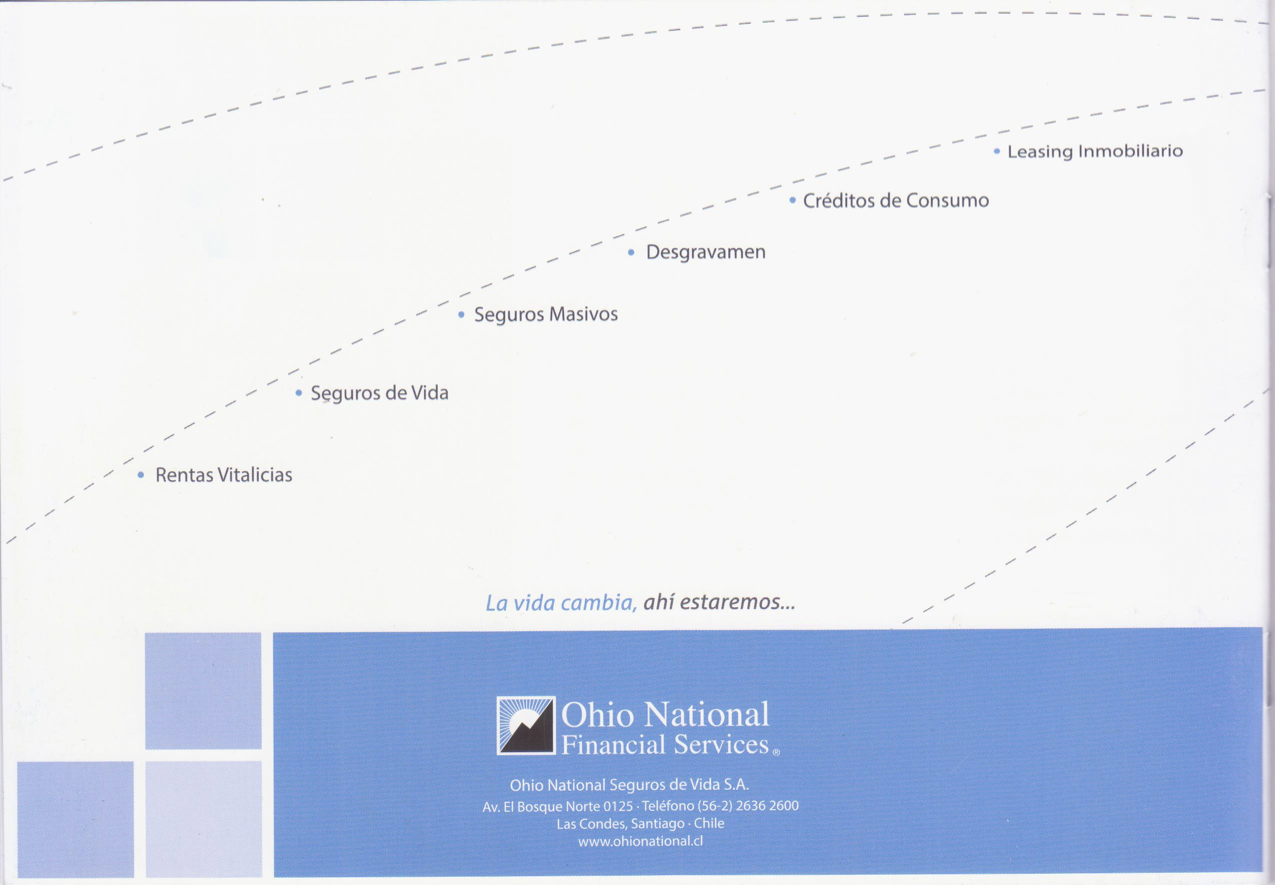 • Leasing Inmobiliario
• Créditos de Consumo
• Desgravamen
• Seguros Masivos
• Seguros de Vida
• Rentas Vitalicias
La vida cambia, ahí estaremos...
Ohio National
Financial Services®
Ohio National Seguros de Vida S.A.
Av. El Bosque Norte 0125 · Teléfono (56-2) 2636 2600
Las Condes, Santiago · Chile
www.ohionational.cl